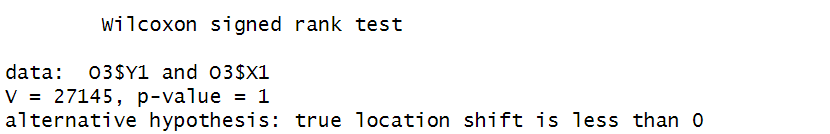 Wilcoxon signed rank test
data:  O3$Y1 and O3$X1
V = 27145, p-value = 1
alternative hypothesis: true location shift is less than 0